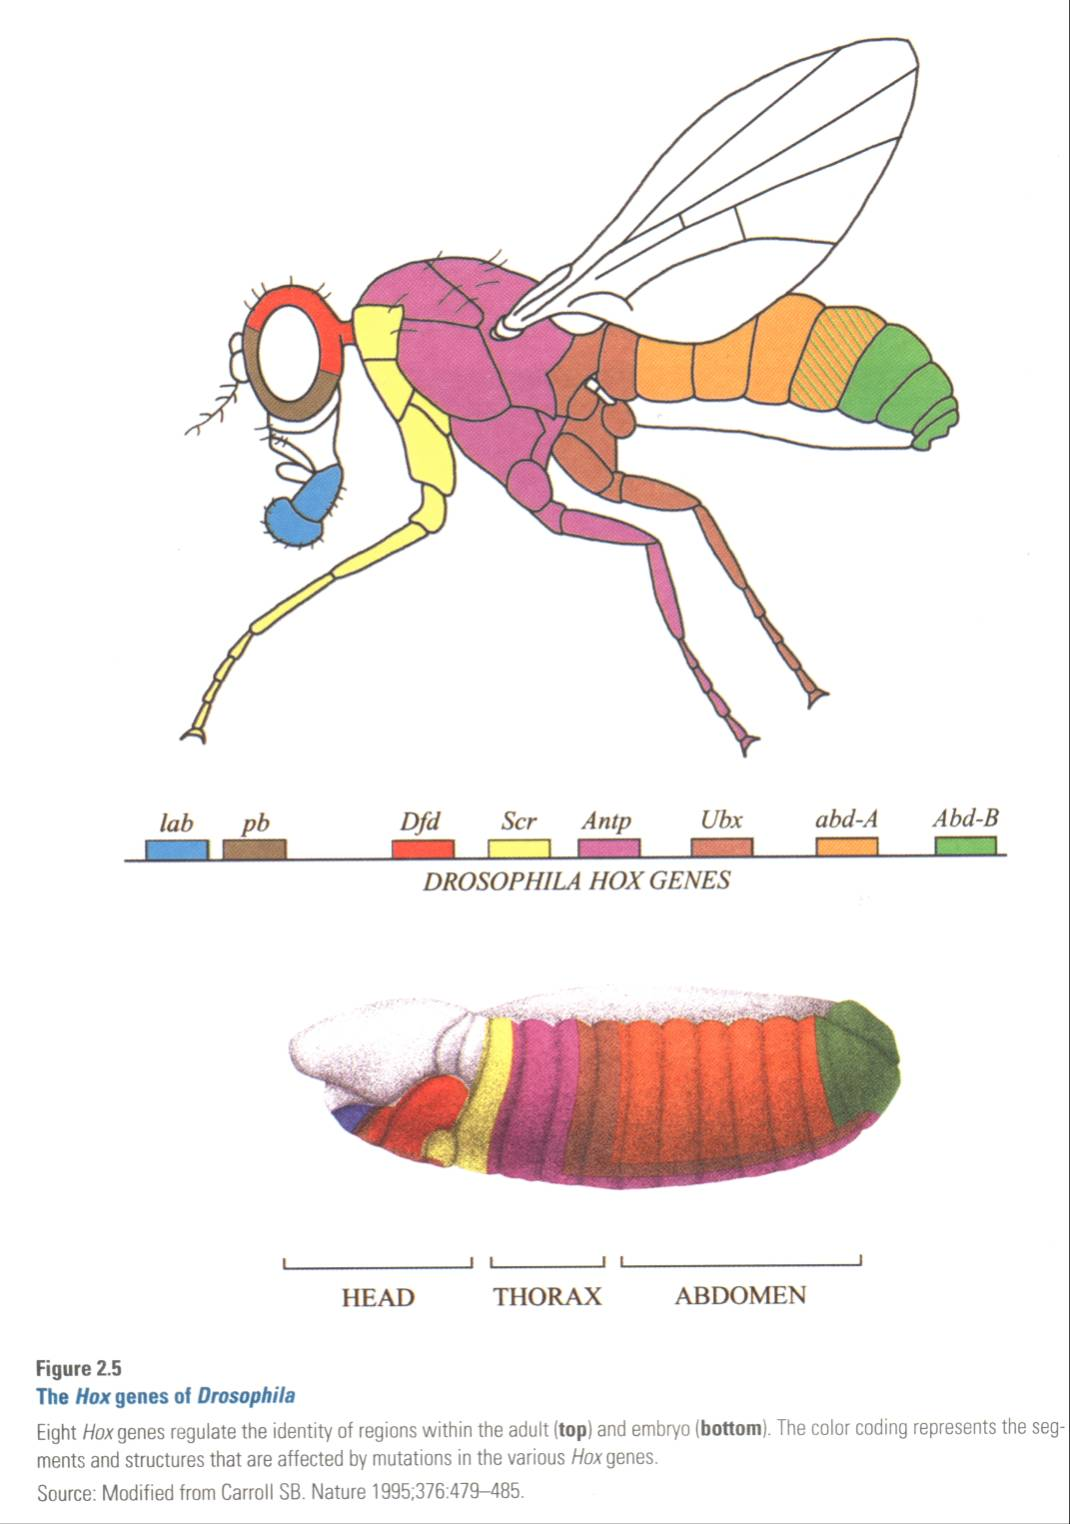 lab pb Dfd Scr Antp Ubx abd-A Abd-B
DROSOPHILA HOX GENES
HEAD THORAX ABDOMEN
Figure 2.5
The Hox genes of Drosophila
Eight Hox genes regulate the identity of regions within the adult (top) and embryo (bottom). The color coding represents the seg-
ments and structures that are affected by mutations in the various Hox genes.
Source: Modified from Carroll SB. Nature 1995;376:479–485.